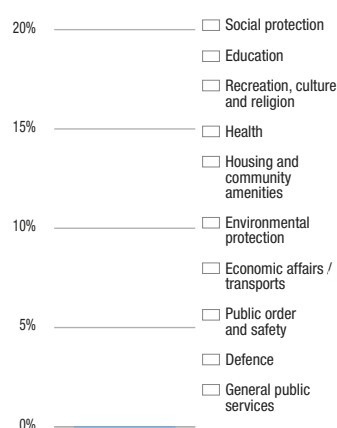 20%
15%
10%
5%
0%
Social protection
Education
Recreation, culture
and religion
Health
Housing and
community
amenities
Environmental
protection
Economic affairs /
transports
Public order
and safety
Defence
General public
services